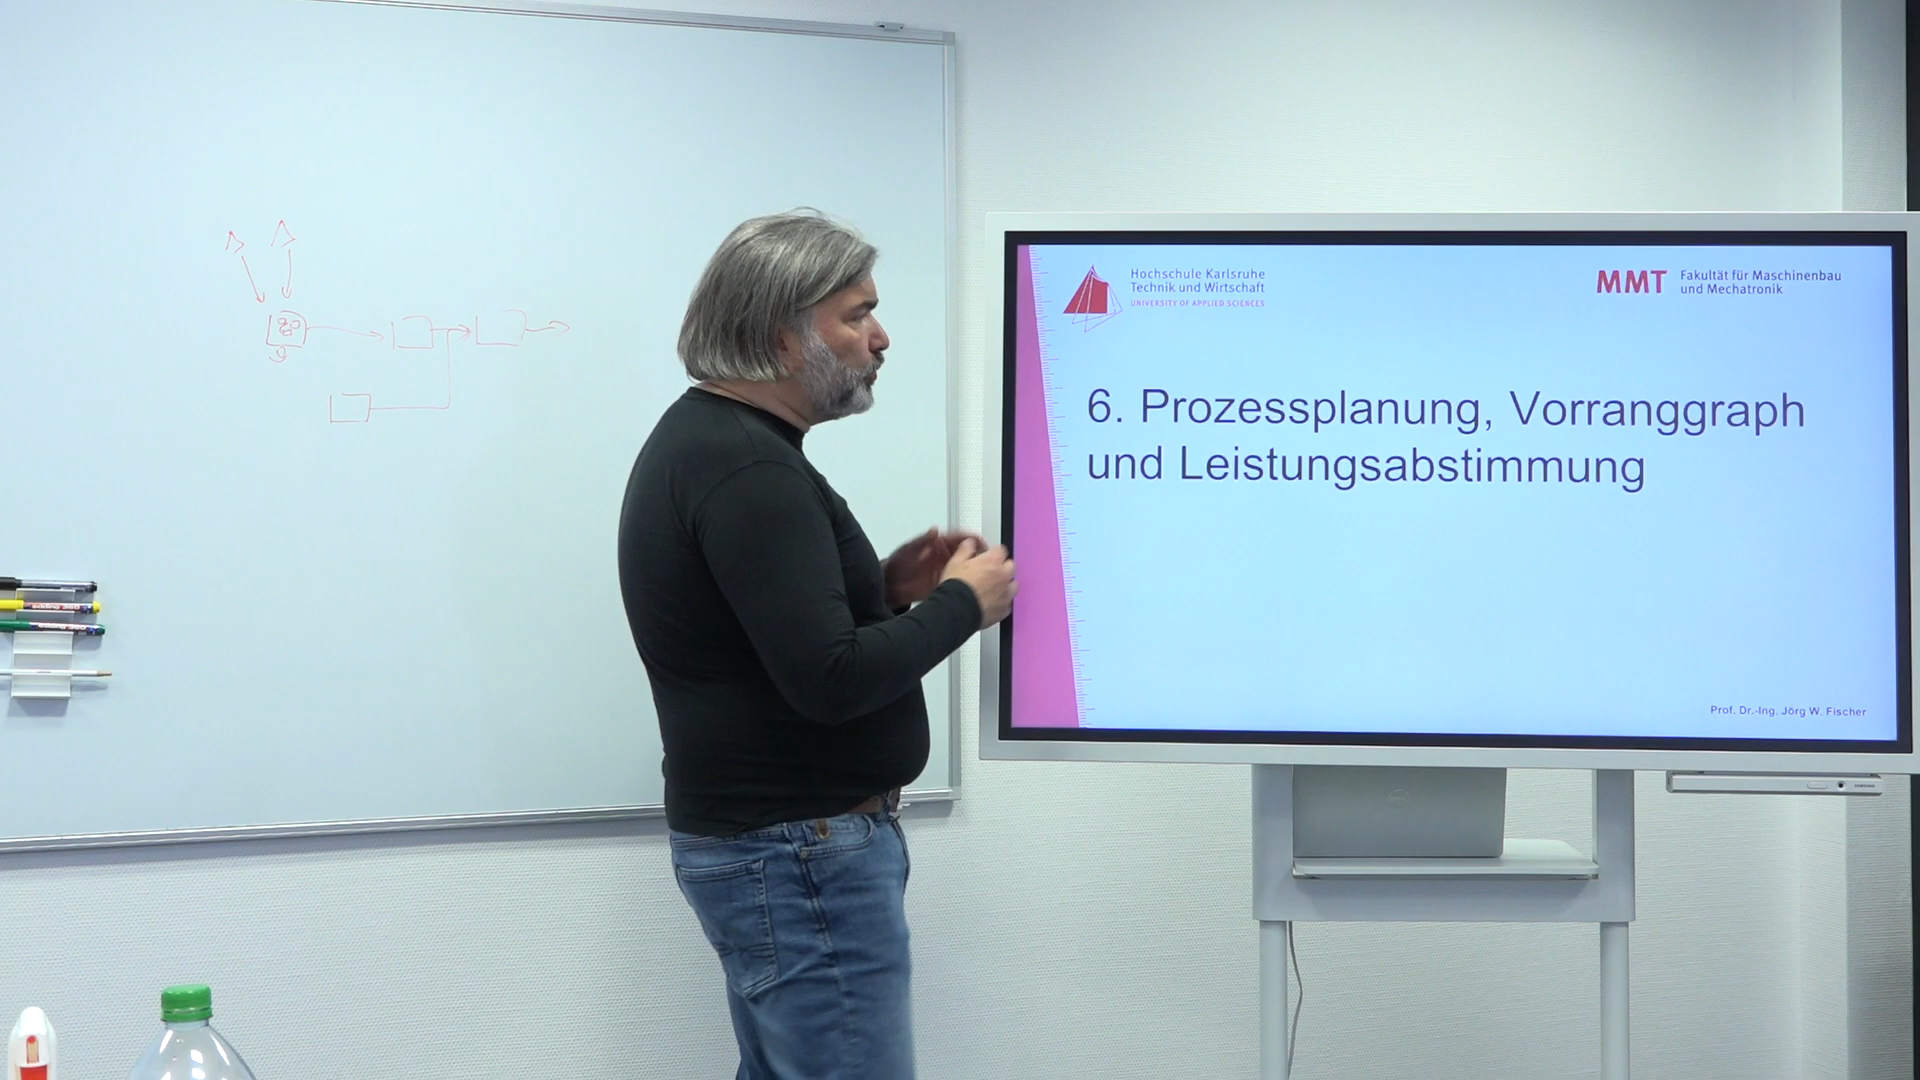 Hochschule Karlsruhe
Technik und Wirtschaft
UNIVERSITY OF APPLIED SCIENCES
MMT
Fakultät für Maschinenbau
und Mechatronik
6. Prozessplanung, Vorranggraph
und Leistungsabstimmung
Prof. Dr.-Ing. Jörg W. Fischer